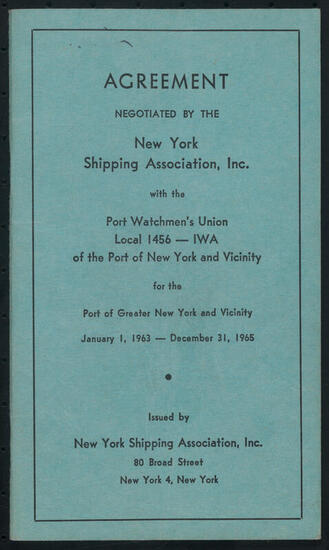 AGREEMENT
NEGOTIATED BY THE
New York
Shipping Association, Inc.
with the
Port Watchmen's Union
Local 1456 — IWA
of the Port of New York and Vicinity
for the
Port of Greater New York and Vicinity
January 1, 1963 — December 31, 1965
Issued by
New York Shipping Association, Inc.
80 Broad Street
New York 4, New York